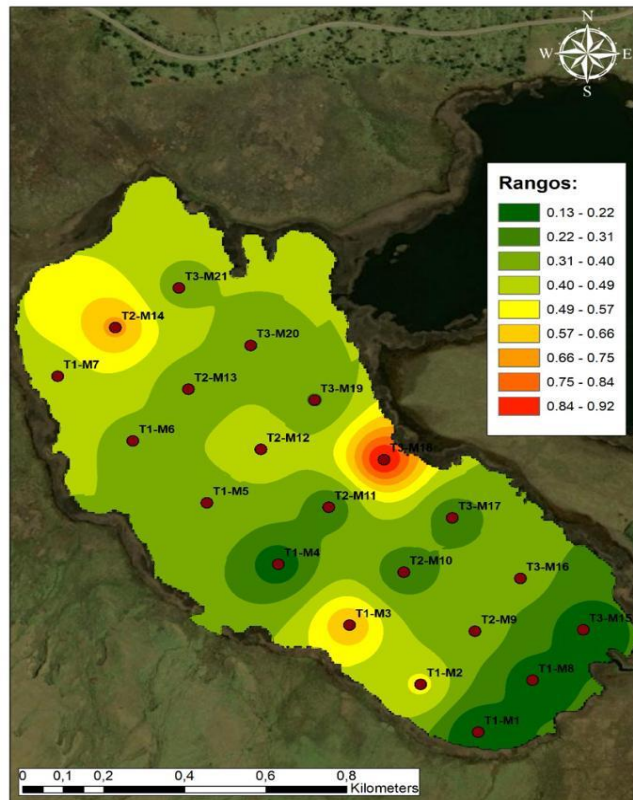 N
W E
S
Rangos:
0.13 - 0.22
0.22 - 0.31
0.31 - 0.40
0.40 - 0.49
0.49 - 0.57
0.57 - 0.66
0.66 - 0.75
0.75 - 0.84
0.84 - 0.92
T3-M21
T2-M14
T3-M20
T1-M7
T2-M13
T3-M19
T1-M6
T2-M12
T3-M18
T1-M5
T2-M11
T3-M17
T1-M4
T2-M10
T3-M16
T1-M3
T2-M9
T3-M15
T1-M2
T1-M8
T1-M1
0 0,1 0,2 0,4 0,6 0,8
Kilometers